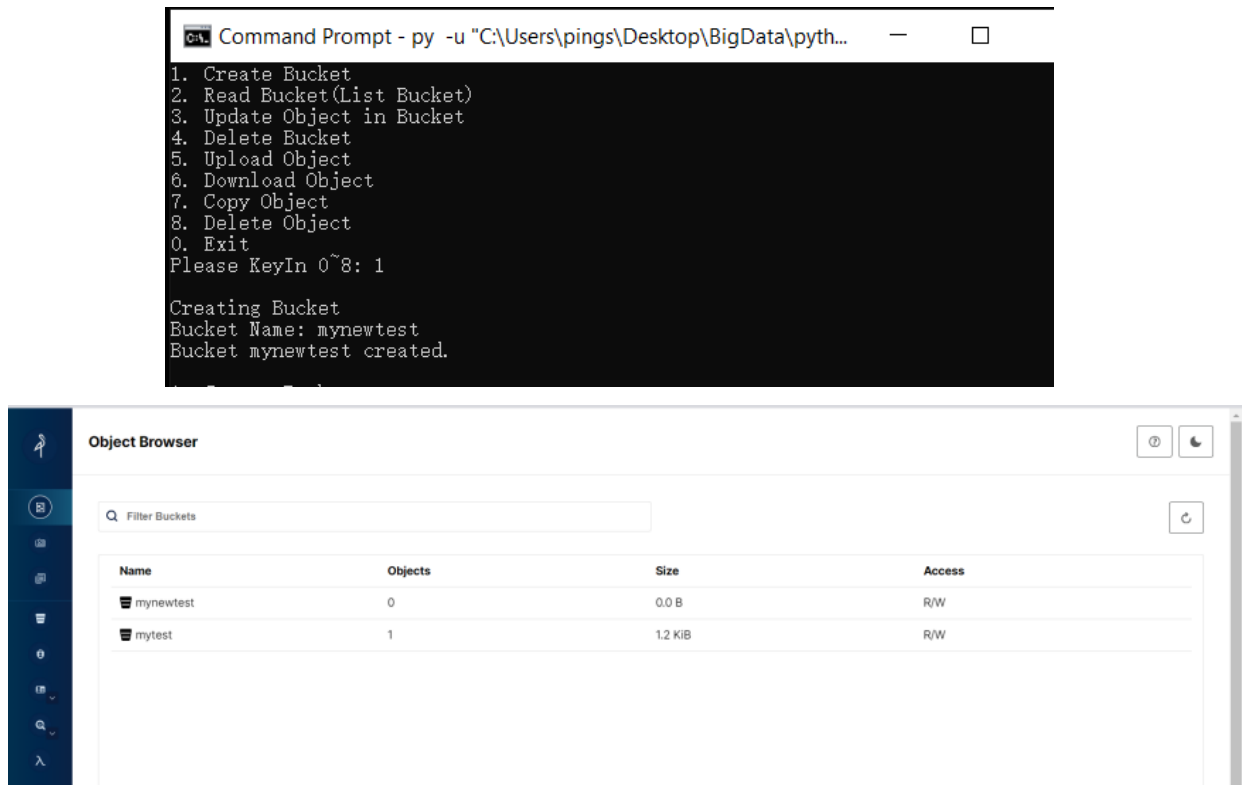 Command Prompt - py -u "C:\Users\pings\Desktop\BigData\pyth...
1. Create Bucket
2. Read Bucket(List Bucket)
3. Update Object in Bucket
4. Delete Bucket
5. Upload Object
6. Download Object
7. Copy Object
8. Delete Object
0. Exit
Please KeyIn 0~8: 1
Creating Bucket
Bucket Name: mynewtest
Bucket mynewtest created.
Object Browser
Filter Buckets
Name Objects Size Access
mynewtest 0 0.0 B R/W
mytest 1 1.2 KiB R/W